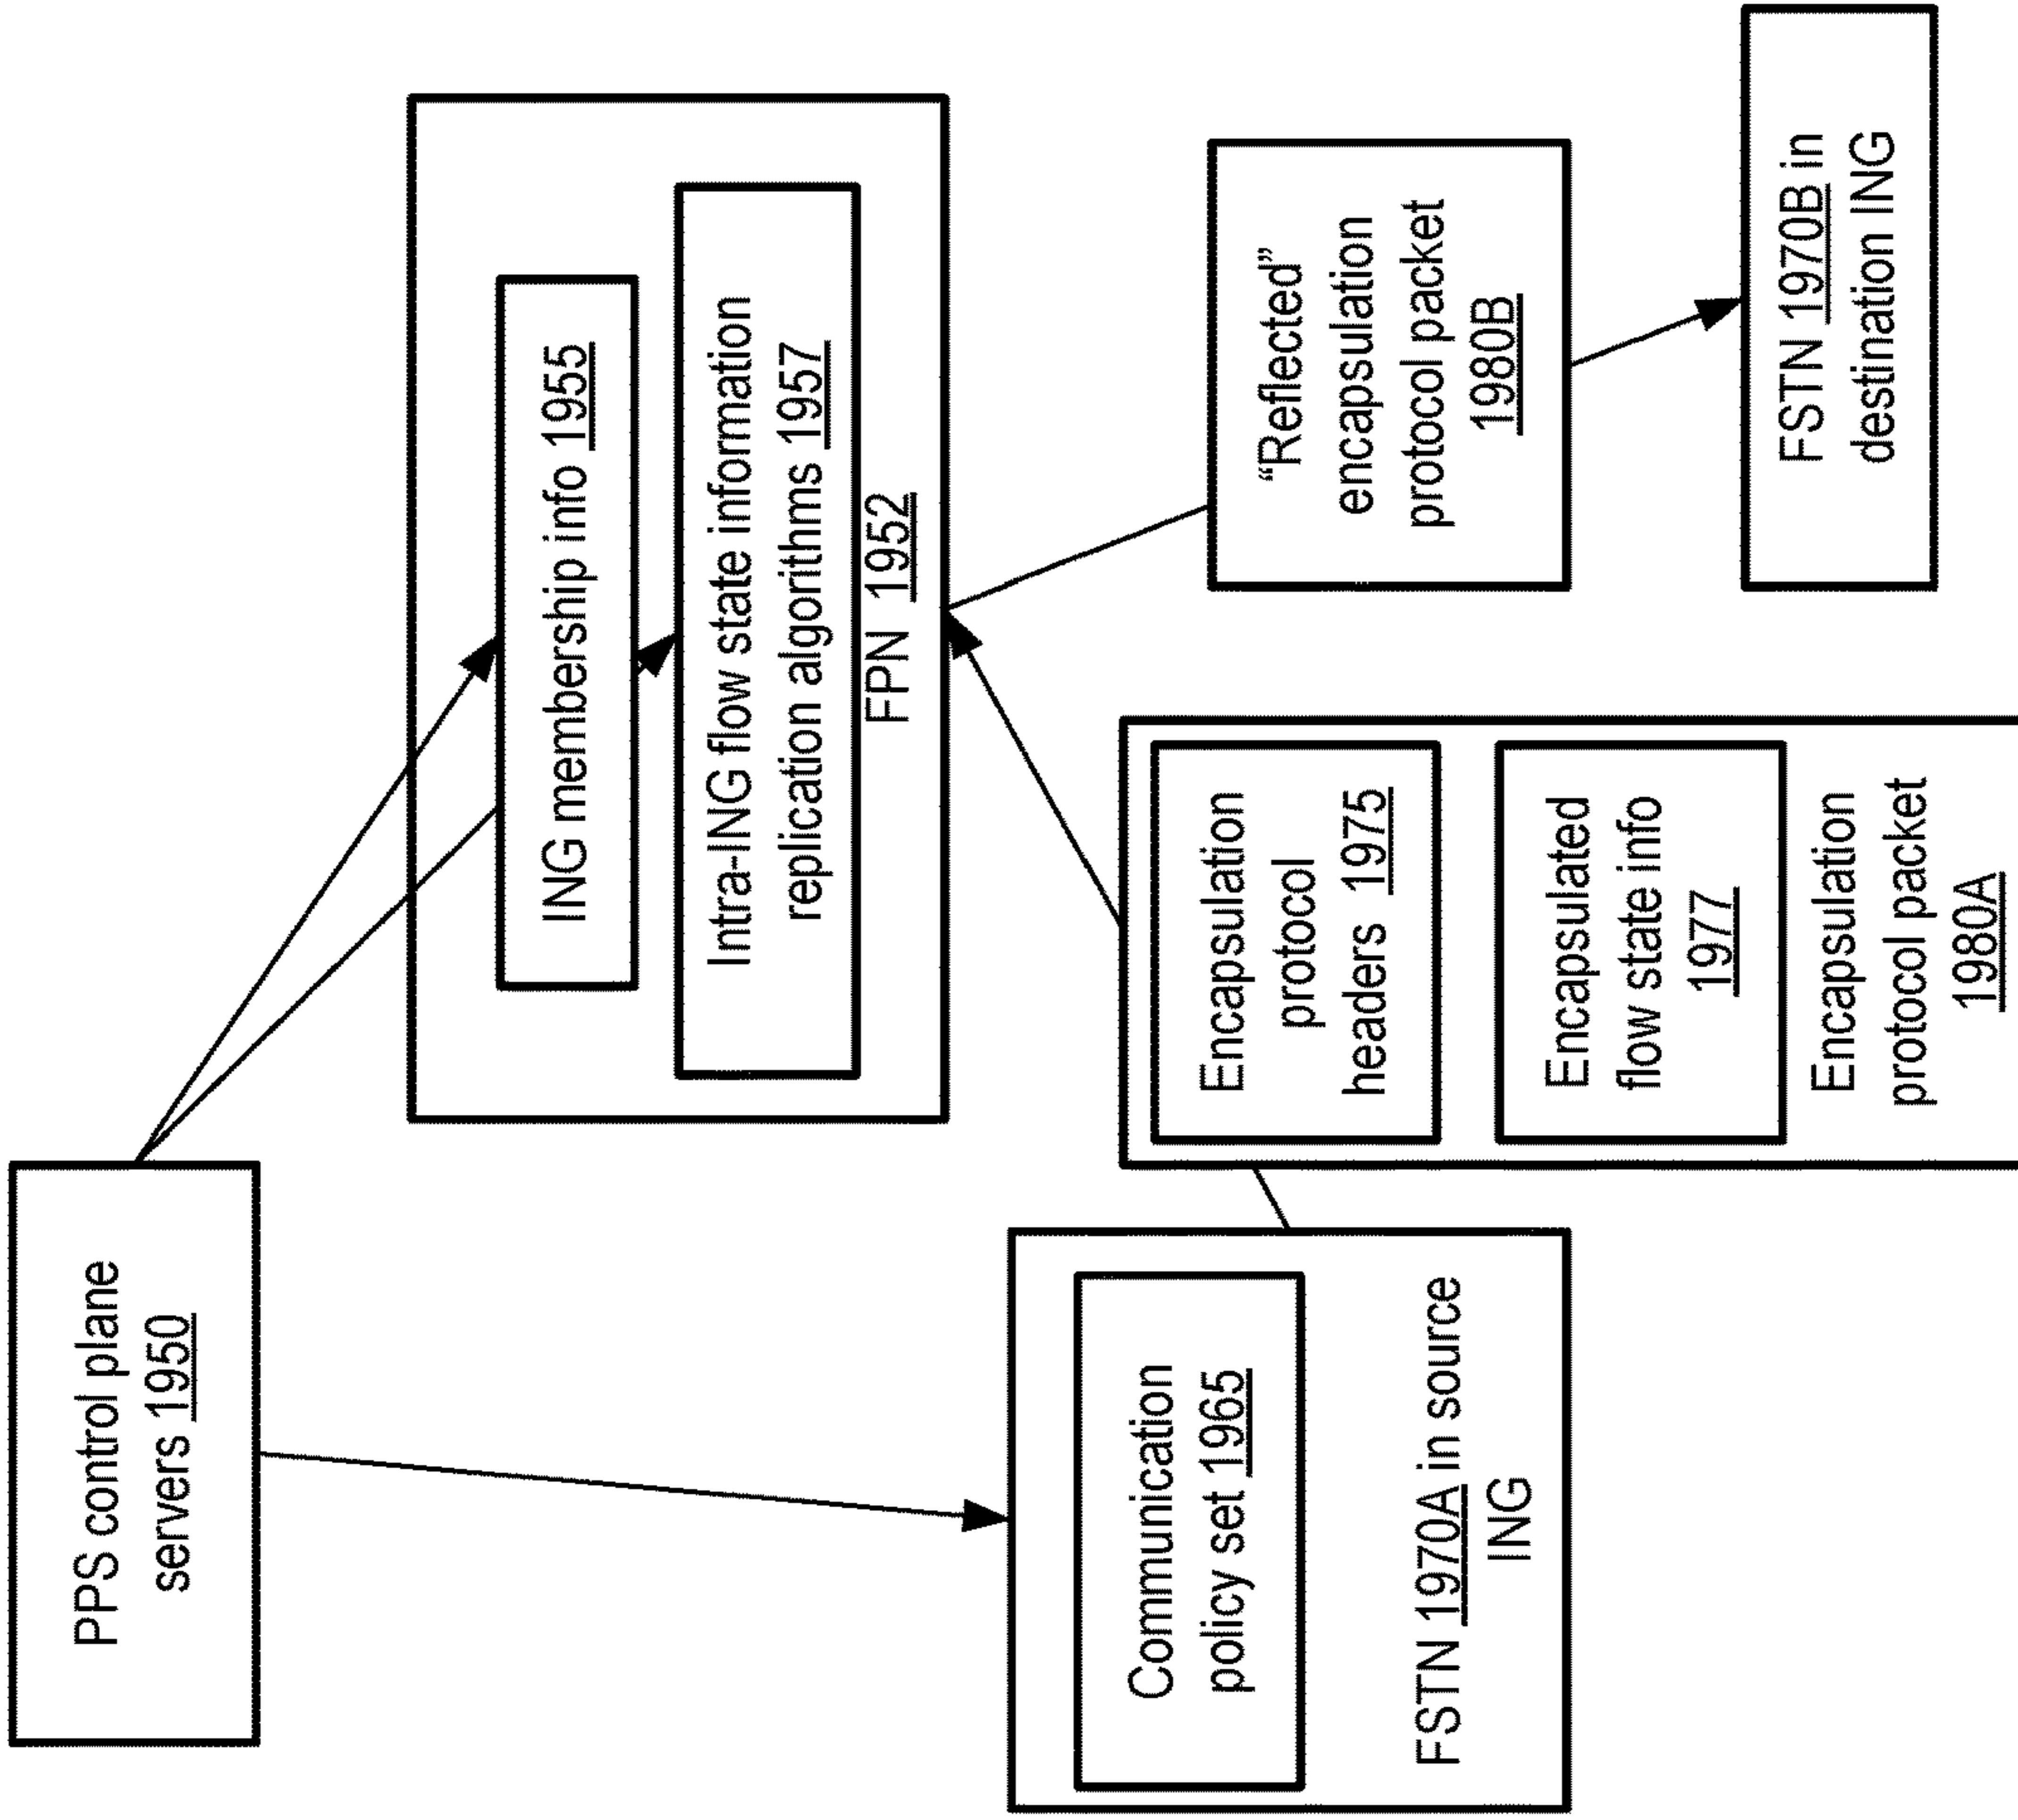 PPS control plane
servers 1950
ING membership info 1955
Intra-ING flow state information
replication algorithms 1957
FPN 1952
Communication
policy set 1965
FSTN 1970A in source
ING
Encapsulation
protocol
headers 1975
Encapsulated
flow state info
1977
Encapsulation
protocol packet
1980A
“Reflected”
encapsulation
protocol packet
1980B
FSTN 1970B in
destination ING